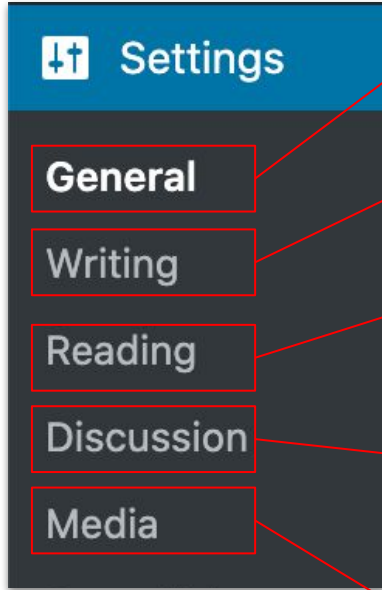 Settings
General
Writing
Reading
Discussion
Media